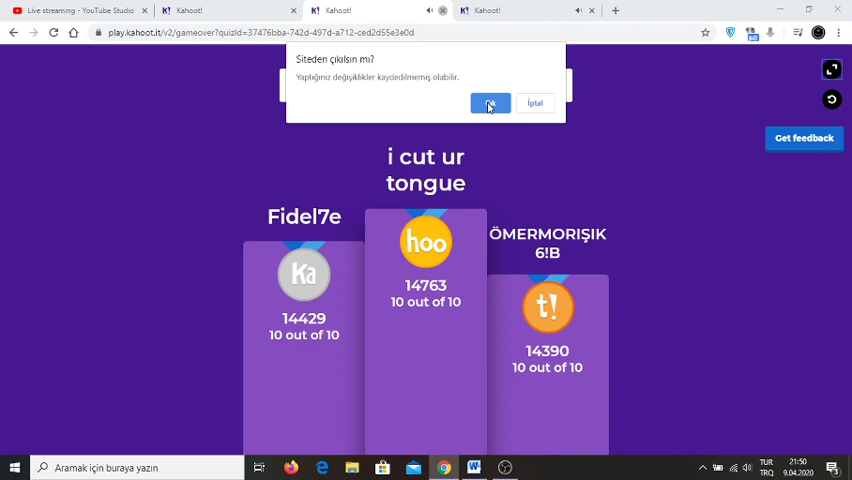 Live streaming - YouTube Studio
Kahoot!
Kahoot!
Kahoot!
play.kahoot.it/v2/gameover?quizId=37476bba-742d-497d-a712-ced2d55e3e0d
Siteden çıkılsın mı?
Yaptığınız değişiklikler kaydedilmemiş olabilir.
İptal
Get feedback
i cut ur
tongue
Fidel7e
ÖMERMORIŞIK
6!B
hoo
Ka
t!
14763
10 out of 10
14429
10 out of 10
14390
10 out of 10
Aramak için buraya yazın
TUR
TRQ
21:50
9.04.2020
3